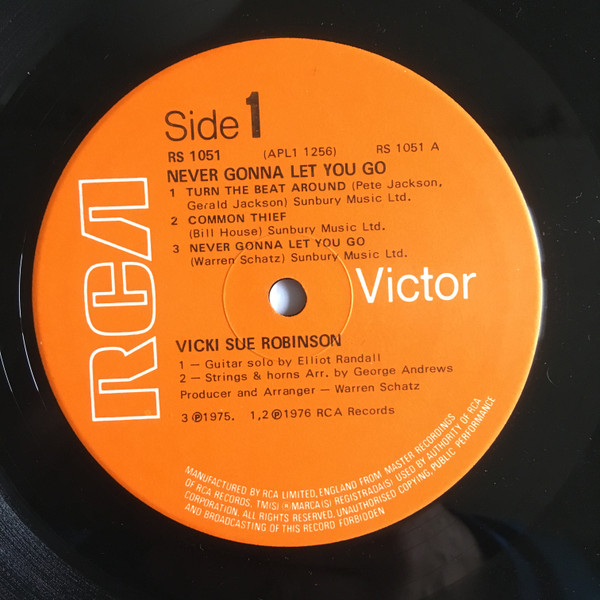 Side 1
RS 1051 (APL1 1256) RS 1051 A
NEVER GONNA LET YOU GO
1 TURN THE BEAT AROUND (Pete Jackson,
Gerald Jackson) Sunbury Music Ltd.
2 COMMON THIEF
(Bill House) Sunbury Music Ltd.
3 NEVER GONNA LET YOU GO
(Warren Schatz) Sunbury Music Ltd.
RCA
Victor
VICKI SUE ROBINSON
1 — Guitar solo by Elliot Randall
2 — Strings & horns Arr. by George Andrews
Producer and Arranger — Warren Schatz
3 ℗1975. 1,2 ℗1976 RCA Records
MANUFACTURED BY RCA LIMITED, ENGLAND FROM MASTER RECORDINGS
OF RCA RECORDS. TM(S) ® MARCA(S) REGISTRADA(S) USED BY AUTHORITY OF RCA
CORPORATION. ALL RIGHTS RESERVED. UNAUTHORISED COPYING, PUBLIC PERFORMANCE
AND BROADCASTING OF THIS RECORD FORBIDDEN